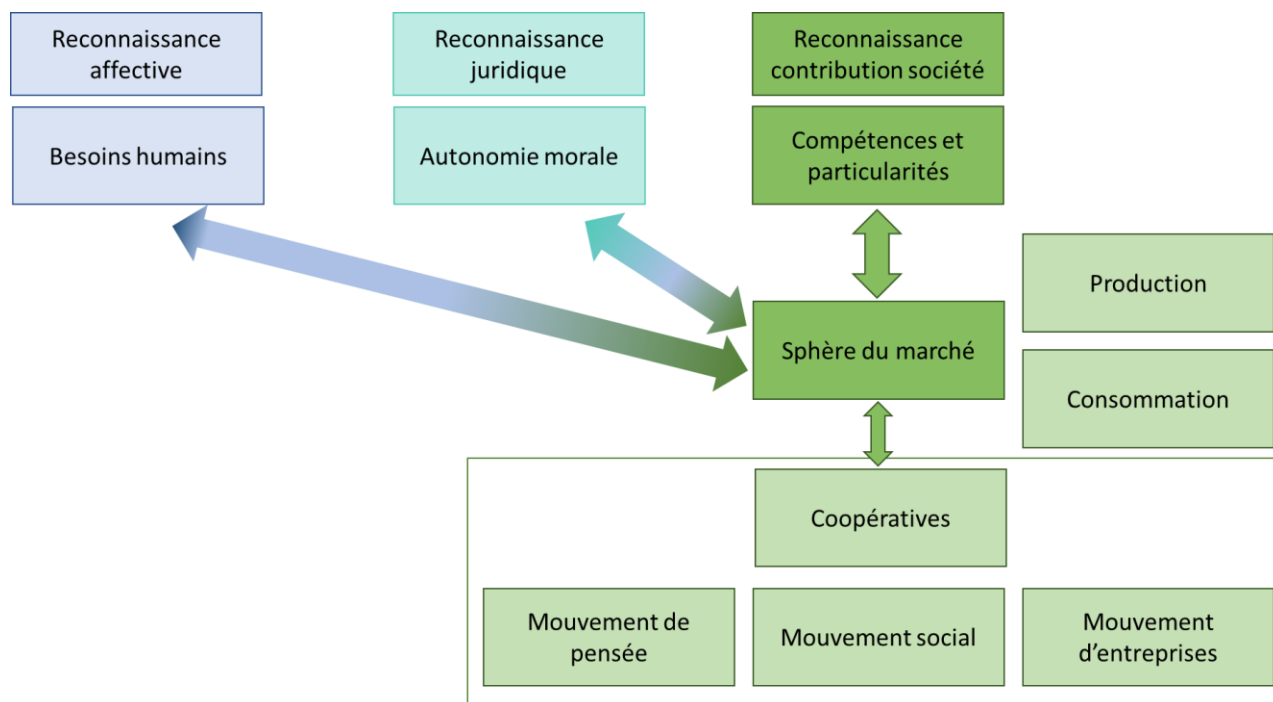 Reconnaissance
affective
Reconnaissance
juridique
Reconnaissance
contribution société
Besoins humains
Autonomie morale
Compétences et
particularités
Production
Sphère du marché
Consommation
Coopératives
Mouvement de
pensée
Mouvement social
Mouvement
d’entreprises